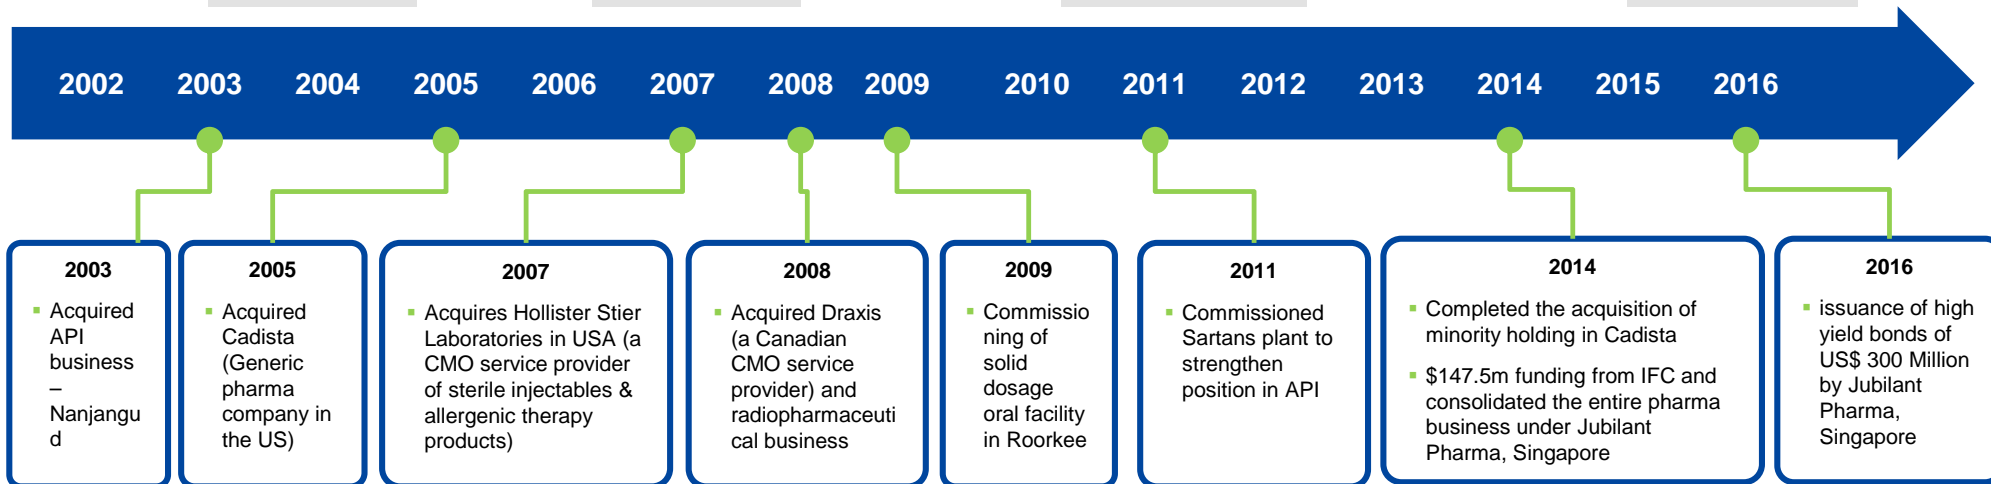 2002 2003 2004 2005 2006 2007 2008 2009 2010 2011 2012 2013 2014 2015 2016
2003
▪ Acquired
API
business
–
Nanjangu
d
2005
▪ Acquired
Cadista
(Generic
pharma
company in
the US)
2007
▪ Acquires Hollister Stier
Laboratories in USA (a
CMO service provider
of sterile injectables &
allergenic therapy
products)
2008
▪ Acquired Draxis
(a Canadian
CMO service
provider) and
radiopharmaceuti
cal business
2009
▪ Commissio
ning of
solid
dosage
oral facility
in Roorkee
2011
▪ Commissioned
Sartans plant to
strengthen
position in API
2014
▪ Completed the acquisition of
minority holding in Cadista
▪ $147.5m funding from IFC and
consolidated the entire pharma
business under Jubilant
Pharma, Singapore
2016
▪ issuance of high
yield bonds of
US$ 300 Million
by Jubilant
Pharma,
Singapore